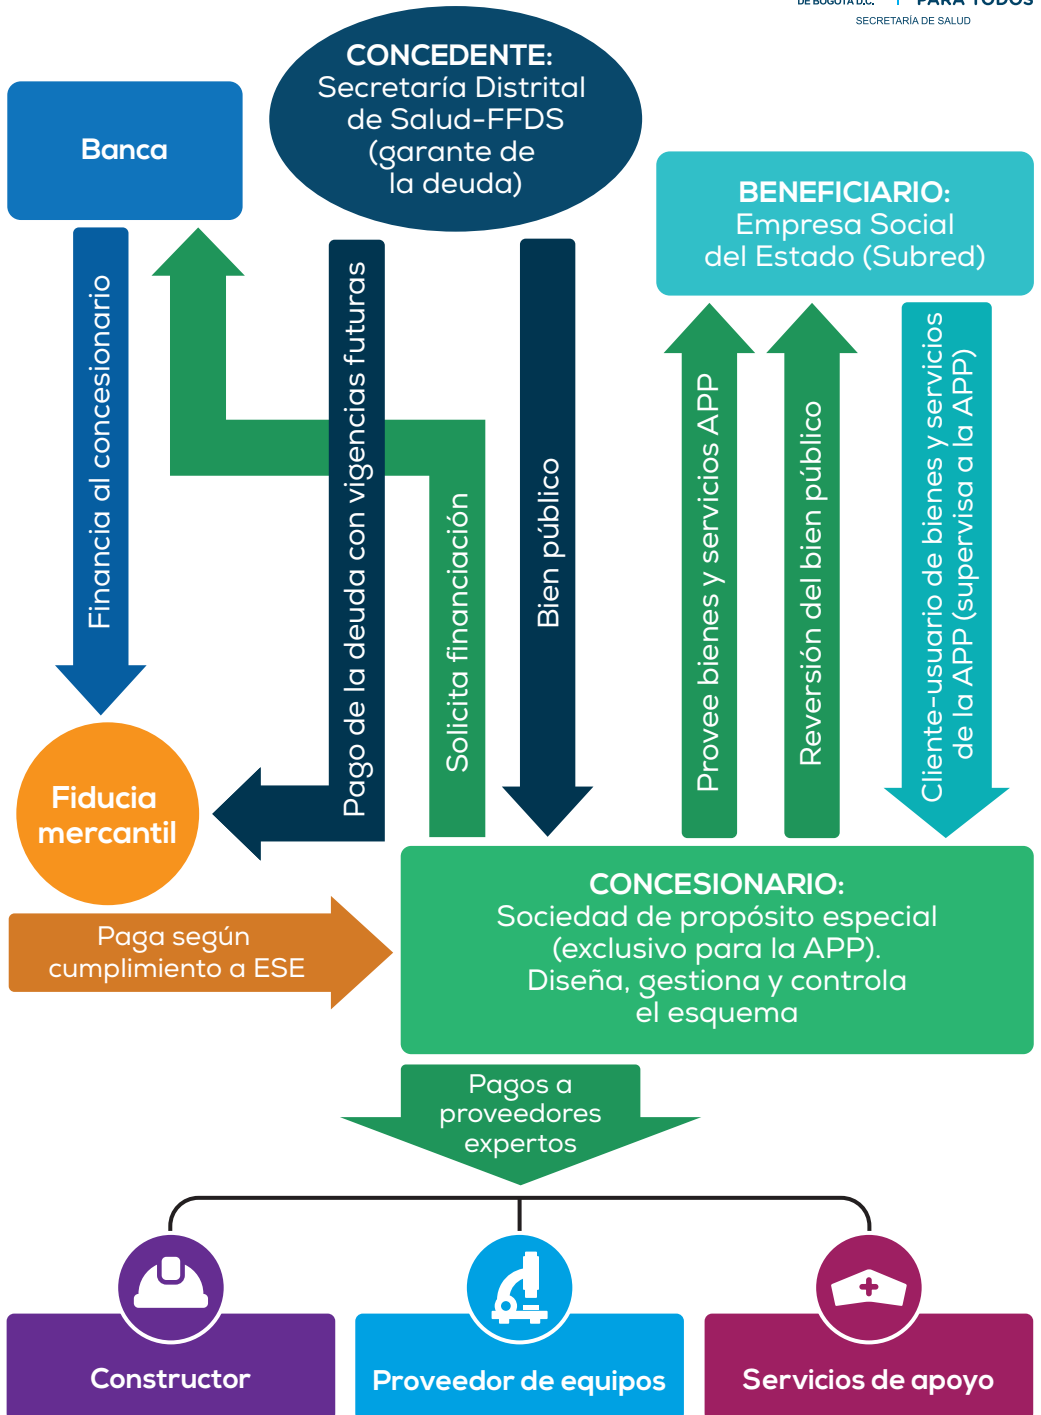 DE BOGOTÁ D.C.
PARA TODOS
SECRETARÍA DE SALUD
CONCEDENTE:
Secretaría Distrital
de Salud-FFDS
(garante de
la deuda)
Banca
BENEFICIARIO:
Empresa Social
del Estado (Subred)
Financia al concesionario
Pago de la deuda con vigencias futuras
Solicita financiación
Bien público
Provee bienes y servicios APP
Reversión del bien público
Cliente-usuario de bienes y servicios
de la APP (supervisa a la APP)
Fiducia
mercantil
Paga según
cumplimiento a ESE
CONCESIONARIO:
Sociedad de propósito especial
(exclusivo para la APP).
Diseña, gestiona y controla
el esquema
Pagos a
proveedores
expertos
Constructor
Proveedor de equipos
Servicios de apoyo